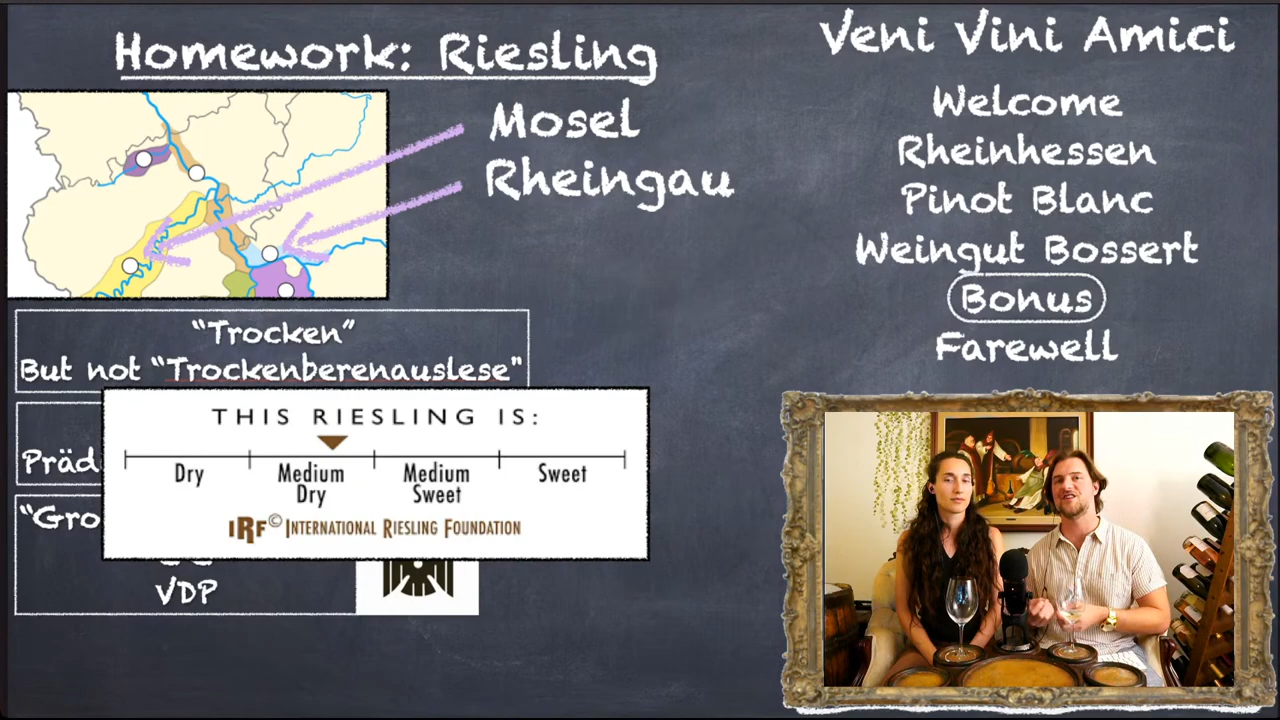 Homework: Riesling
Mosel
Rheingau
"Trocken"
But not "Trockenberenauslese"
Präd
"Gro
VDP
THIS RIESLING IS:
Dry
Medium Dry
Medium Sweet
Sweet
IRF© INTERNATIONAL RIESLING FOUNDATION
Veni Vini Amici
Welcome
Rheinhessen
Pinot Blanc
Weingut Bossert
Bonus
Farewell